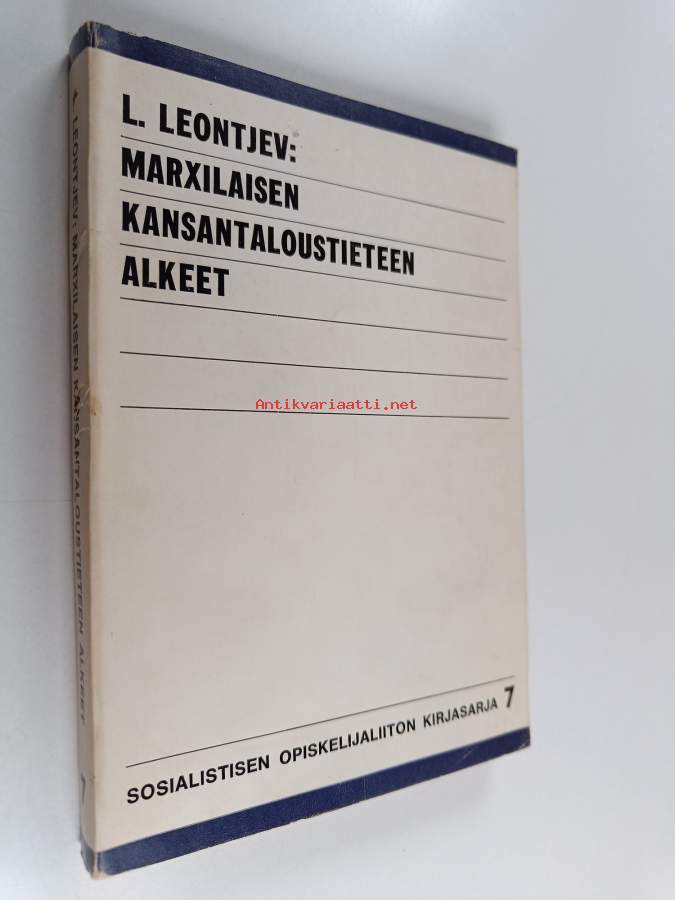 L. LEONTJEV:
MARXILAISEN
KANSANTALOUSTIETEEN
ALKEET
Antikvariaatti.net
SOSIALISTISEN OPISKELIJALIITON KIRJASARJA 7
A. LEONTJEV: MARXILAISEN KANSANTALOUSTIETEEN ALKEET 7